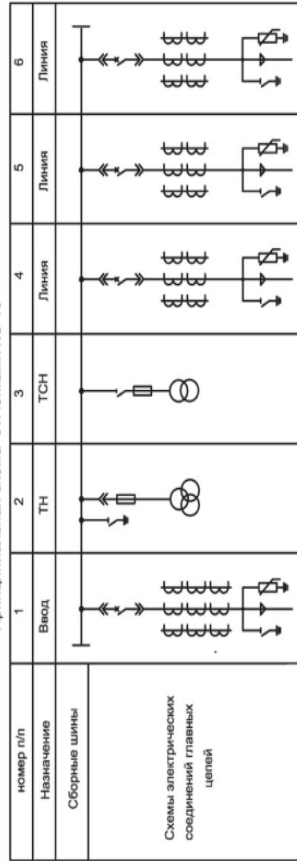 номер п/п
1
2
3
4
5
6
Назначение
Ввод
ТН
ТСН
Линия
Линия
Линия
Сборные шины
Схемы электрических
соединений главных
цепей